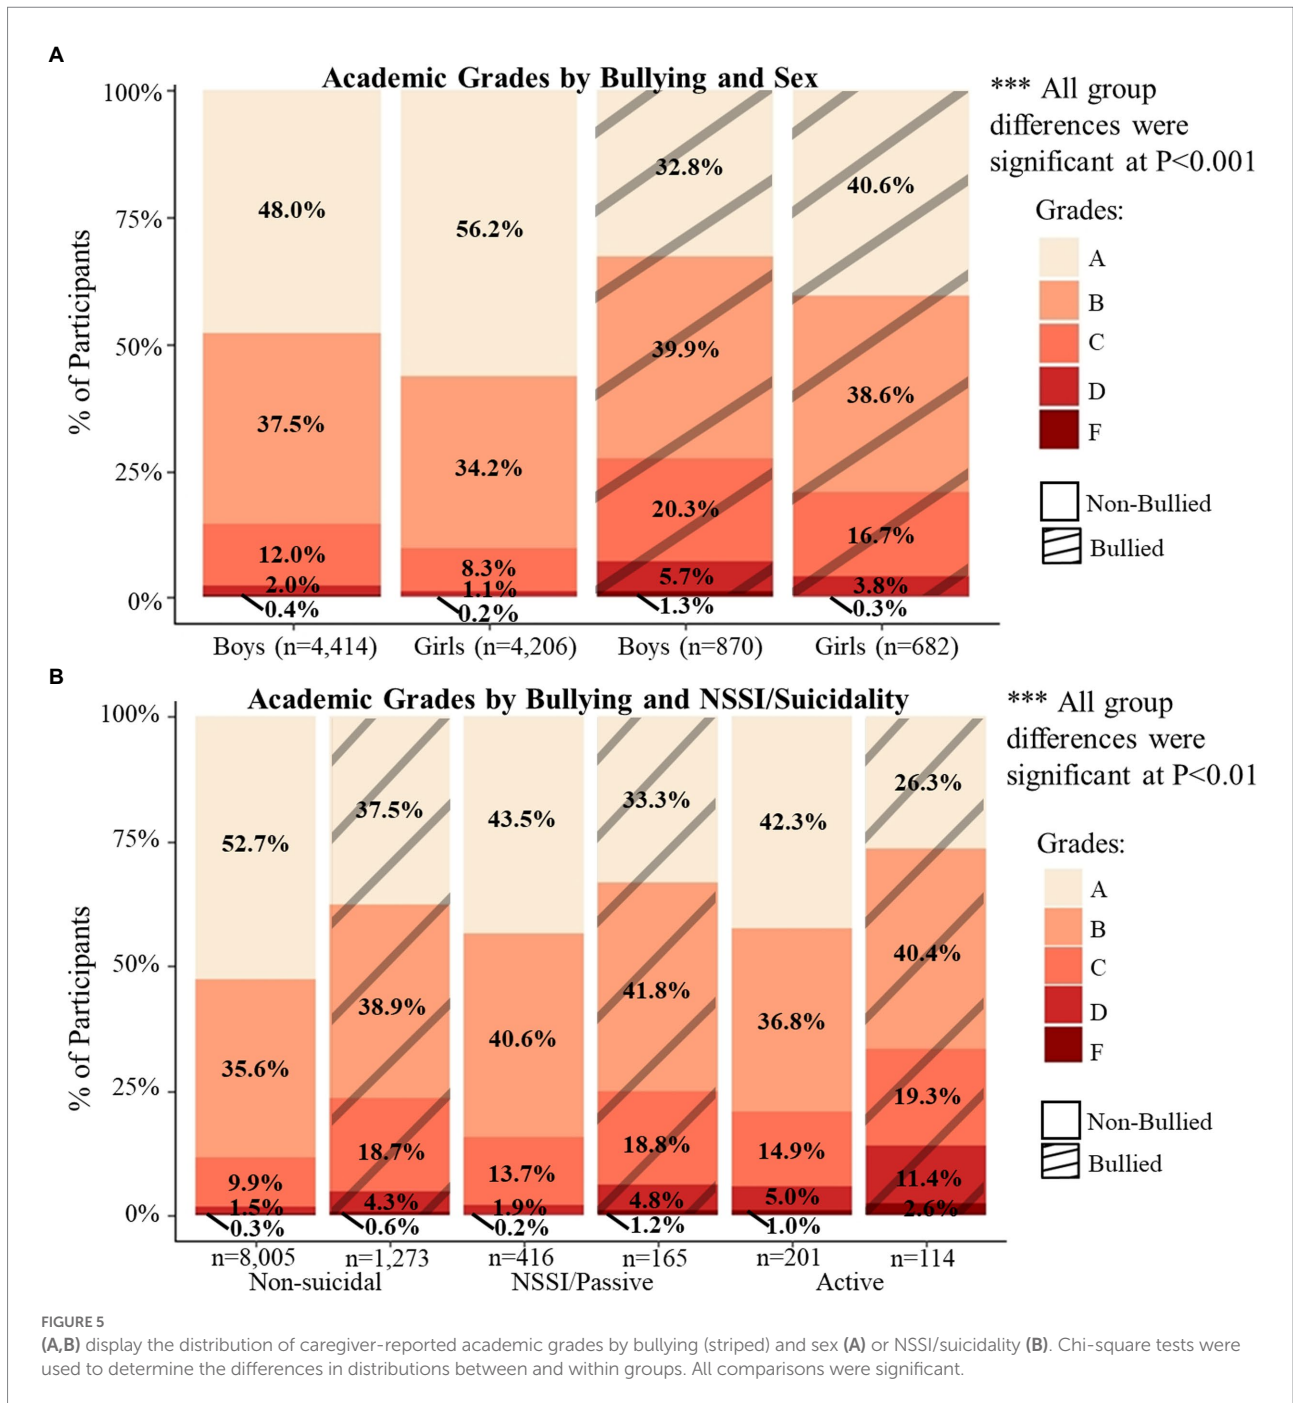 A
Academic Grades by Bullying and Sex
*** All group
differences were
significant at P<0.001
% of Participants
100%
75%
50%
25%
0%
48.0%
37.5%
12.0%
2.0%
0.4%
56.2%
34.2%
8.3%
1.1%
0.2%
32.8%
39.9%
20.3%
5.7%
1.3%
40.6%
38.6%
16.7%
3.8%
0.3%
Boys (n=4,414)
Girls (n=4,206)
Boys (n=870)
Girls (n=682)
Grades:
A
B
C
D
F
Non-Bullied
Bullied
B
Academic Grades by Bullying and NSSI/Suicidality
*** All group
differences were
significant at P<0.01
% of Participants
100%
75%
50%
25%
0%
52.7%
35.6%
9.9%
1.5%
0.3%
37.5%
38.9%
18.7%
4.3%
0.6%
43.5%
40.6%
13.7%
1.9%
0.2%
33.3%
41.8%
18.8%
4.8%
1.2%
42.3%
36.8%
14.9%
5.0%
1.0%
26.3%
40.4%
19.3%
11.4%
2.6%
n=8,005
n=1,273
n=416
n=165
n=201
n=114
Non-suicidal
NSSI/Passive
Active
Grades:
A
B
C
D
F
Non-Bullied
Bullied
FIGURE 5
(A,B) display the distribution of caregiver-reported academic grades by bullying (striped) and sex (A) or NSSI/suicidality (B). Chi-square tests were
used to determine the differences in distributions between and within groups. All comparisons were significant.